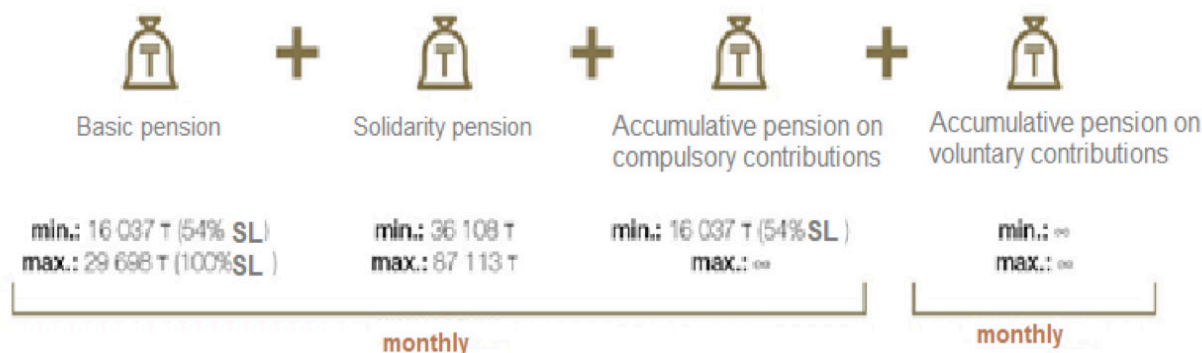 T + T + T + T
Basic pension
Solidarity pension
Accumulative pension on
compulsory contributions
Accumulative pension on
voluntary contributions
min.: 16 037 ₸ (54% SL)
max.: 29 698 ₸ (100%SL )
min.: 36 108 ₸
max.: 87 113 ₸
min.: 16 037 ₸ (54%SL )
max.: ∞
min.: ∞
max.: ∞
monthly
monthly